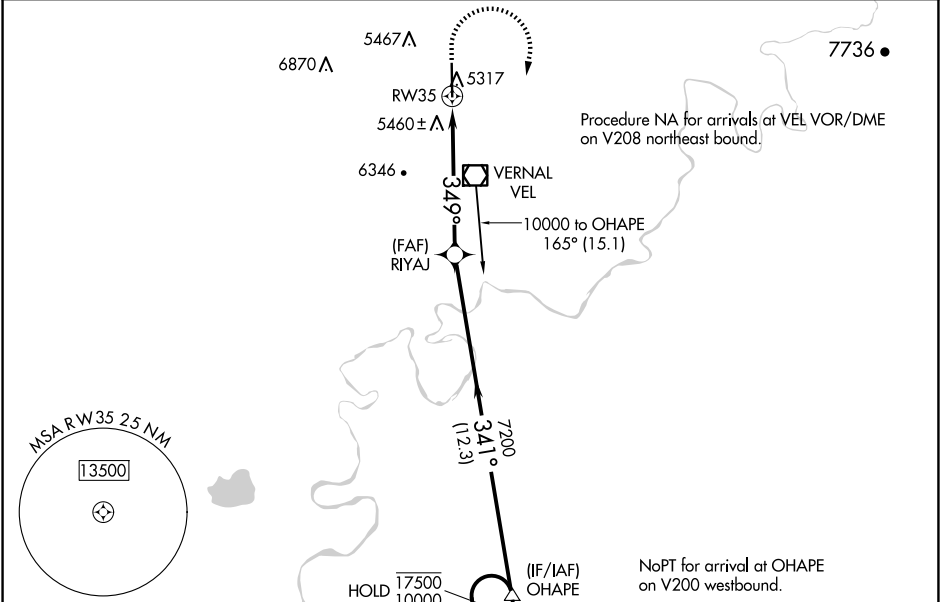 5467
6870
7736
5317
RW35
Procedure NA for arrivals at VEL VOR/DME
on V208 northeast bound.
5460 ±
6346
VERNAL
VEL
349°
10000 to OHAPE
165° (15.1)
(FAF)
RIYAJ
7200
341°
(12.3)
MSA RW35 25 NM
13500
(IF/IAF)
OHAPE
NoPT for arrival at OHAPE
on V200 westbound.
HOLD
17500
10000